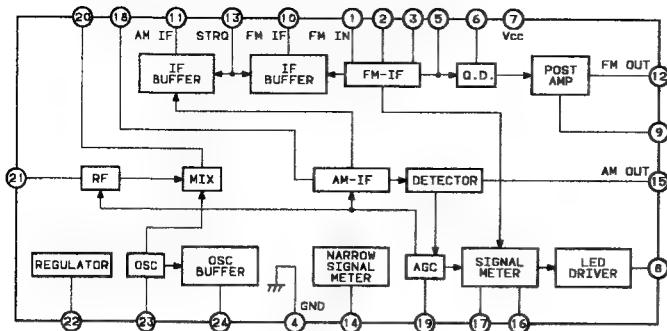 20 18 11 13 10 1 2 3 5 6 7
AM IF STRQ FM IF FM IN Vcc
IF
BUFFER
IF
BUFFER
FM-IF
Q.D.
POST
AMP
FM OUT
12
9
21
RF
MIX
AM-IF
DETECTOR
AM OUT
15
REGULATOR
OSC
OSC
BUFFER
GND
NARROW
SIGNAL
METER
AGC
SIGNAL
METER
LED
DRIVER
8
22 23 24 4 14 19 17 16